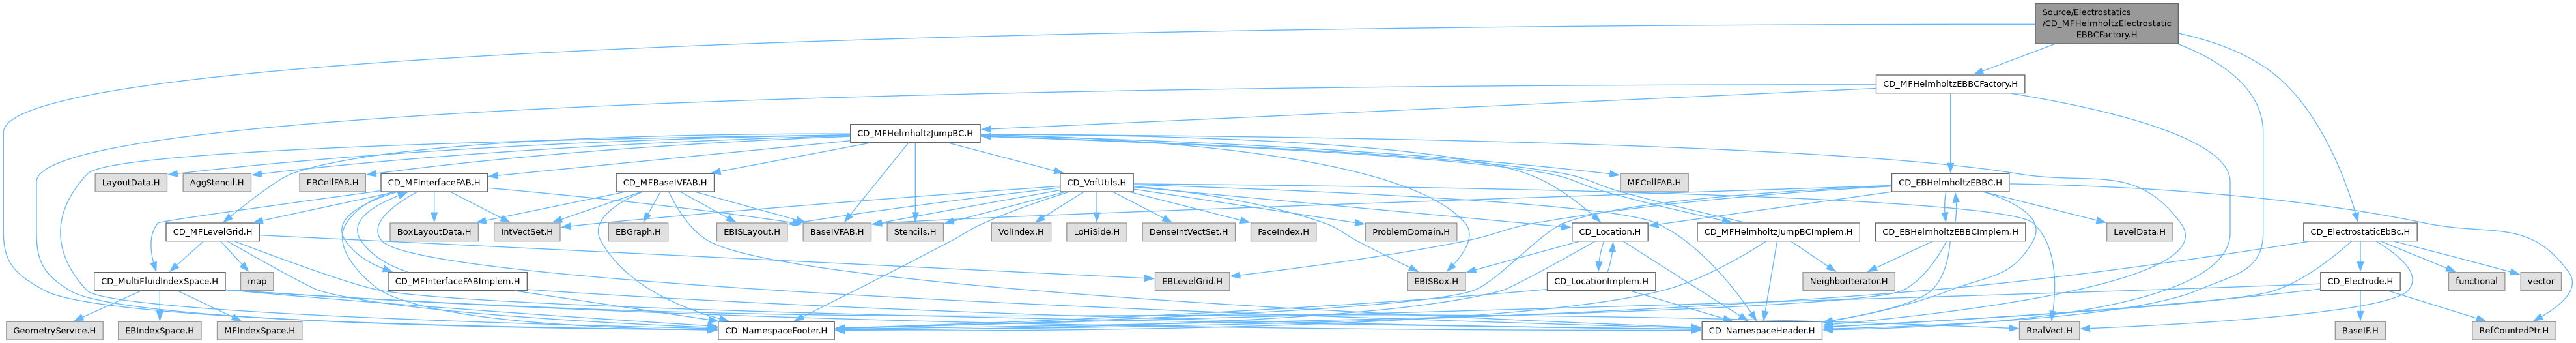 Source/Electrostatics
/CD_MFHelmholtzElectrostatic
EBBCFactory.H
CD_MFHelmholtzEBBCFactory.H
CD_MFHelmholtzJumpBC.H
LayoutData.H
AggStencil.H
EBCellFAB.H
CD_MFInterfaceFAB.H
CD_MFBaseIVFAB.H
CD_VofUtils.H
MFCellFAB.H
CD_EBHelmholtzEBBC.H
CD_MFLevelGrid.H
BoxLayoutData.H
IntVectSet.H
EBGraph.H
EBISLayout.H
BaseIVFAB.H
Stencils.H
VolIndex.H
LoHiSide.H
DenseIntVectSet.H
FaceIndex.H
ProblemDomain.H
CD_Location.H
CD_MFHelmholtzJumpBCImplem.H
CD_EBHelmholtzEBBCImplem.H
LevelData.H
CD_ElectrostaticEbBc.H
CD_MultiFluidIndexSpace.H
map
CD_MFInterfaceFABImplem.H
EBLevelGrid.H
EBISBox.H
CD_LocationImplem.H
NeighborIterator.H
CD_Electrode.H
functional
vector
GeometryService.H
EBIndexSpace.H
MFIndexSpace.H
CD_NamespaceFooter.H
CD_NamespaceHeader.H
RealVect.H
BaseIF.H
RefCountedPtr.H